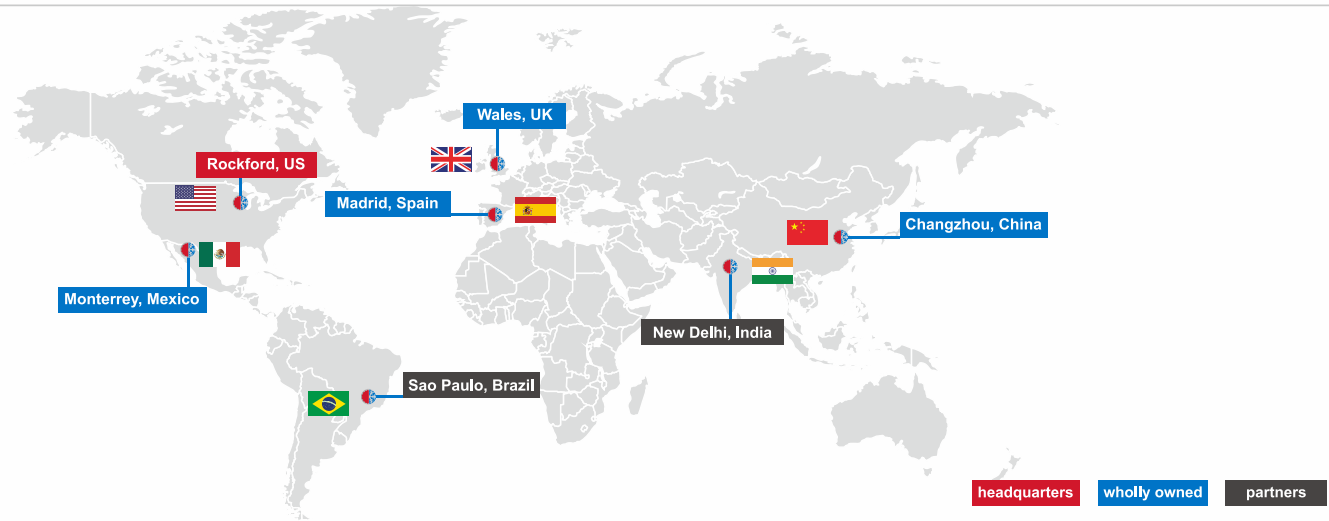 Wales, UK
Rockford, US
Madrid, Spain
Changzhou, China
Monterrey, Mexico
New Delhi, India
Sao Paulo, Brazil
headquarters
wholly owned
partners